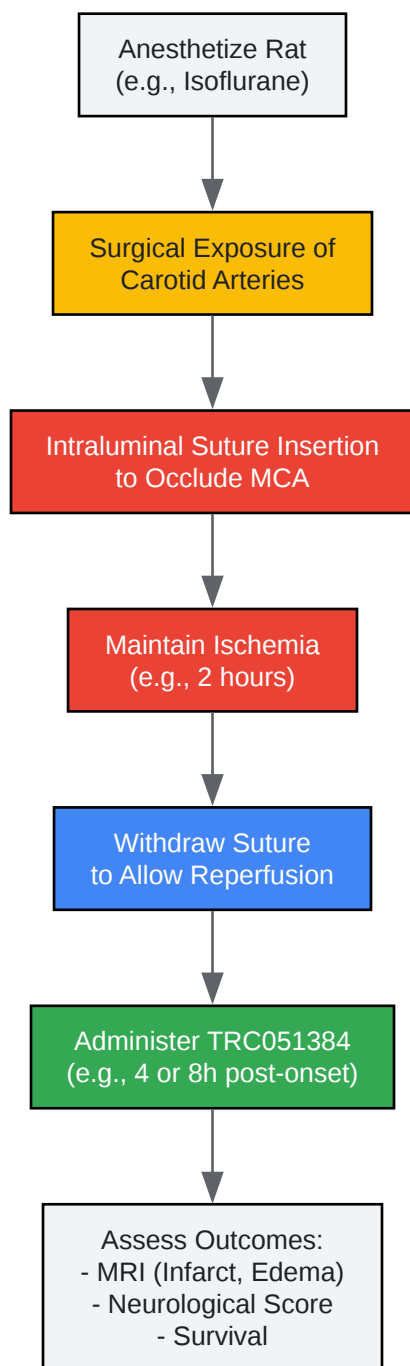 Anesthetize Rat
(e.g., Isoflurane)
Surgical Exposure of
Carotid Arteries
Intraluminal Suture Insertion
to Occlude MCA
Maintain Ischemia
(e.g., 2 hours)
Withdraw Suture
to Allow Reperfusion
Administer TRC051384
(e.g., 4 or 8h post-onset)
Assess Outcomes:
- MRI (Infarct, Edema)
- Neurological Score
- Survival